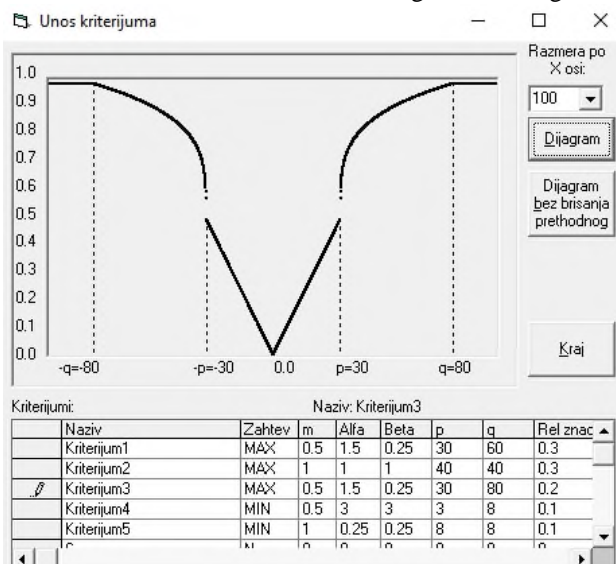 Unos kriterijuma
Razmera po
X osi:
100
Dijagram
Dijagram
bez brisanja
prethodnog
Kraj
1.0
0.9
0.8
0.7
0.6
0.5
0.4
0.3
0.2
0.1
0.0
-q=-80 -p=-30 0.0 p=30 q=80
Kriterijumi: Naziv: Kriterijum3
Naziv Zahtev m Alfa Beta p q Rel znac
Kriterijum1 MAX 0.5 1.5 0.25 30 60 0.3
Kriterijum2 MAX 1 1 1 40 40 0.3
Kriterijum3 MAX 0.5 1.5 0.25 30 80 0.2
Kriterijum4 MIN 0.5 3 3 3 8 0.1
Kriterijum5 MIN 1 0.25 0.25 8 8 0.1